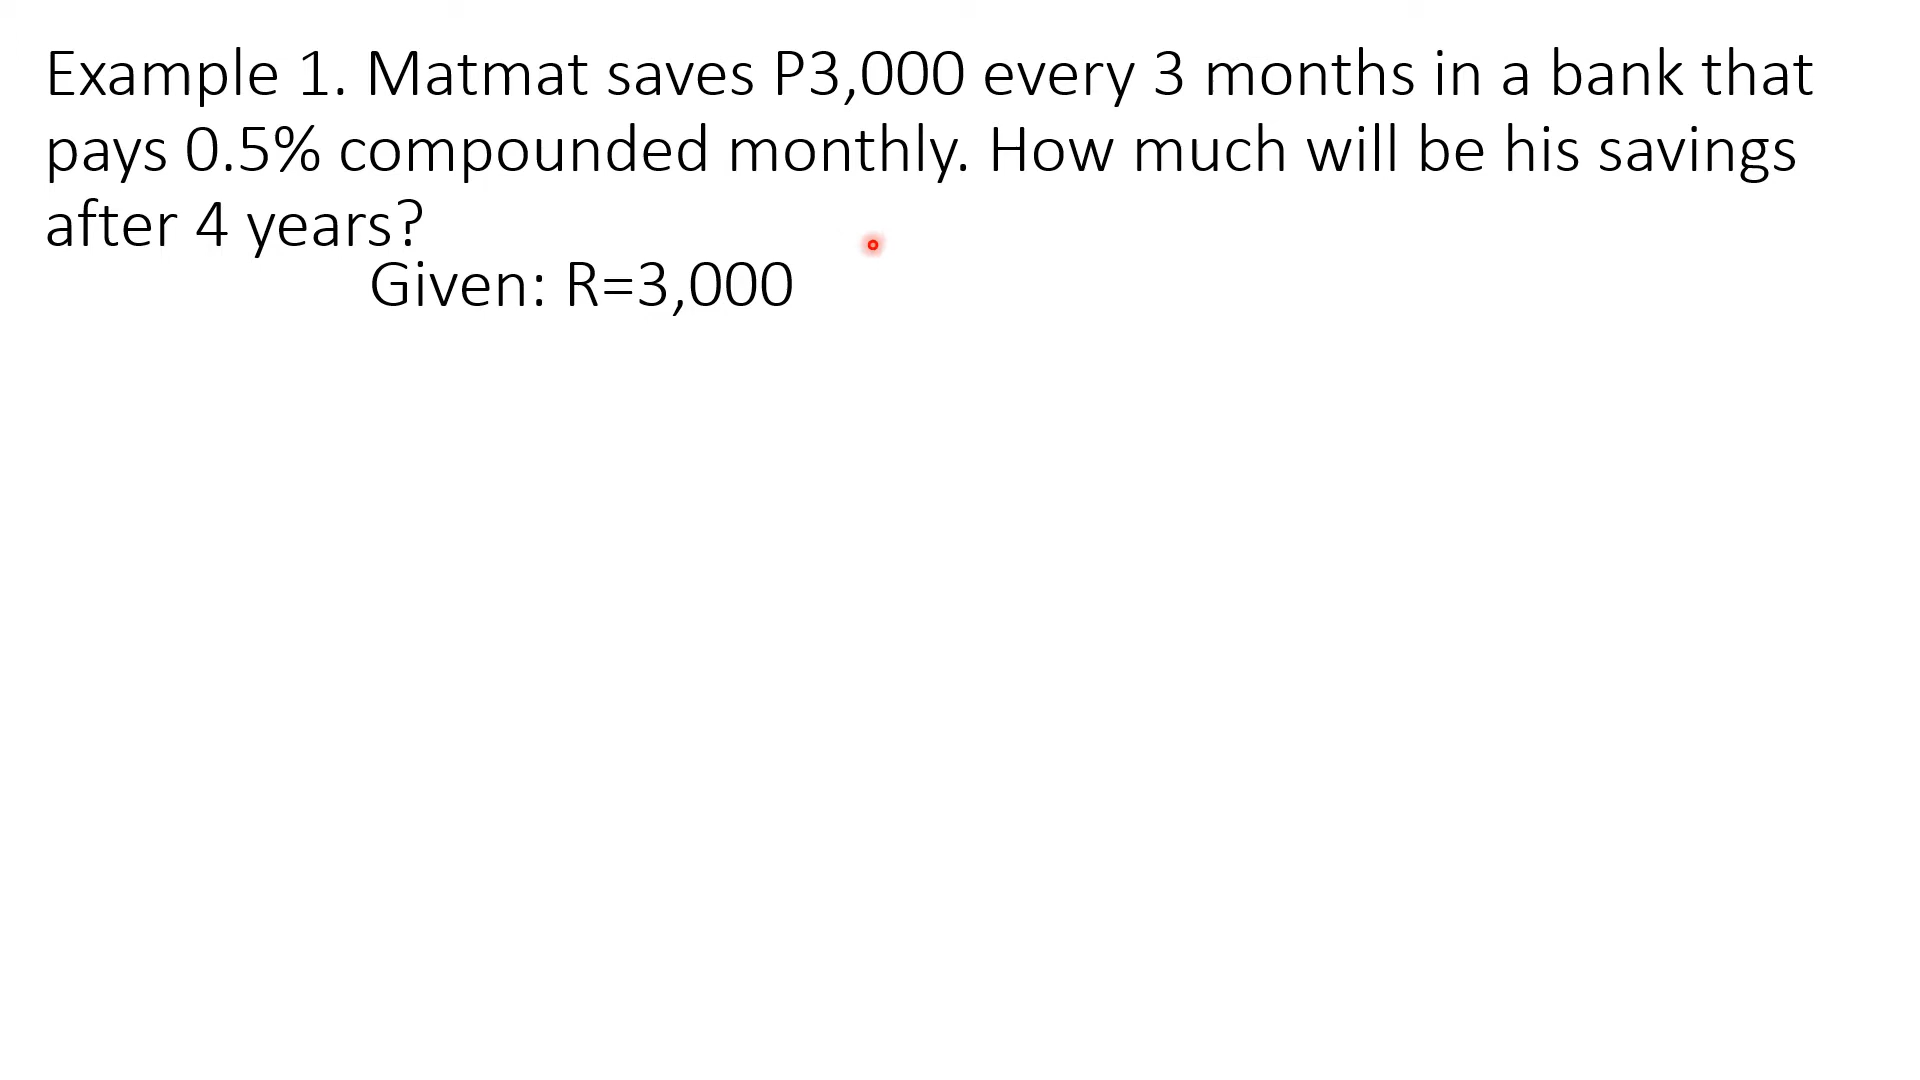 Example 1. Matmat saves P3,000 every 3 months in a bank that
pays 0.5% compounded monthly. How much will be his savings
after 4 years?
Given: R=3,000